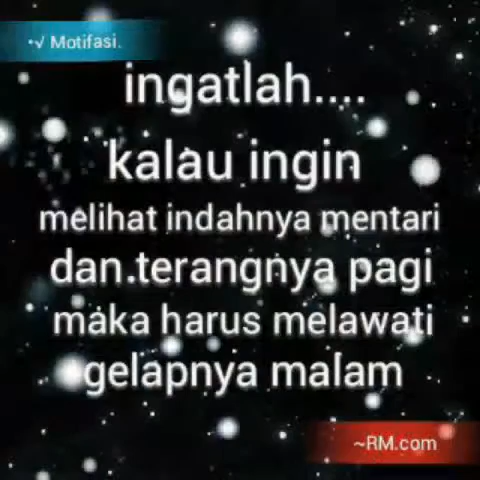 •√ Motifasi.
ingatlah....
kalau ingin
melihat indahnya mentari
dan.terangnya pagi
maka harus melawati
gelapnya malam
~RM.com